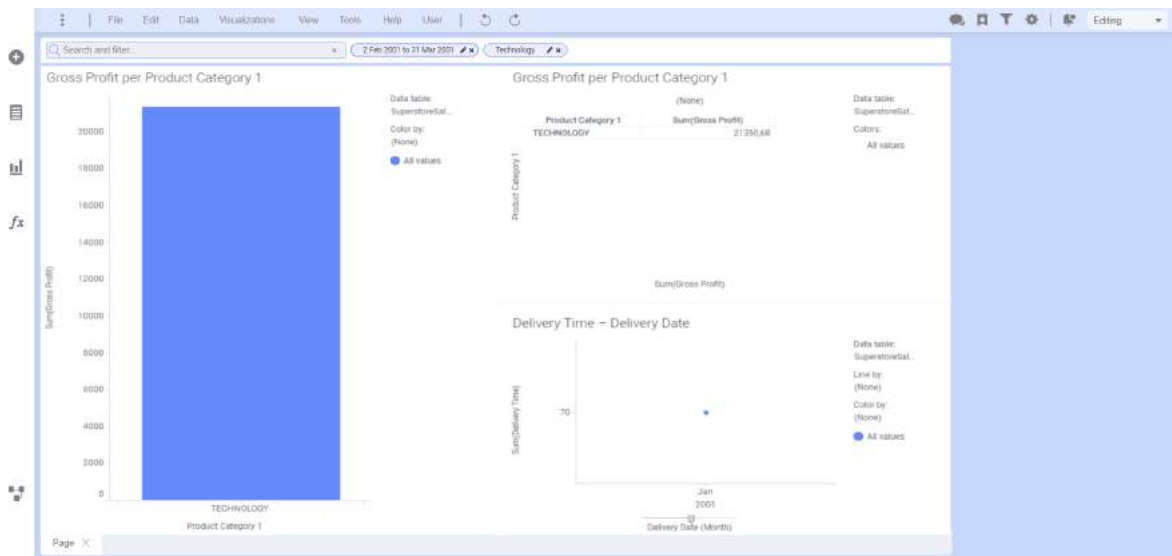 File Edit Data Visualizations View Tools Help User Editing
Search and filter... 2 Feb 2001 to 31 Mar 2001 Technology
fx
Gross Profit per Product Category 1
Sum(Gross Profit)
20000
18000
16000
14000
12000
10000
8000
6000
4000
2000
0
TECHNOLOGY
Product Category 1
Data table:
SuperstoreSal...
Color by:
(None)
All values
Gross Profit per Product Category 1
(None)
Product Category 1 Sum(Gross Profit)
TECHNOLOGY 21350,68
Product Category 1
Sum(Gross Profit)
Data table:
SuperstoreSal...
Colors:
All values
Delivery Time – Delivery Date
Sum(Delivery Time)
70
Jan
2001
Delivery Date (Month)
Data table:
SuperstoreSal...
Line by:
(None)
Color by:
(None)
All values
Page